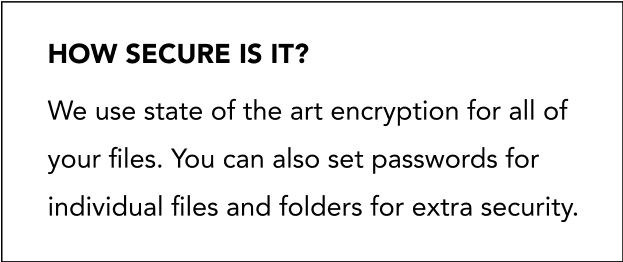 HOW SECURE IS IT?
We use state of the art encryption for all of
your files. You can also set passwords for
individual files and folders for extra security.